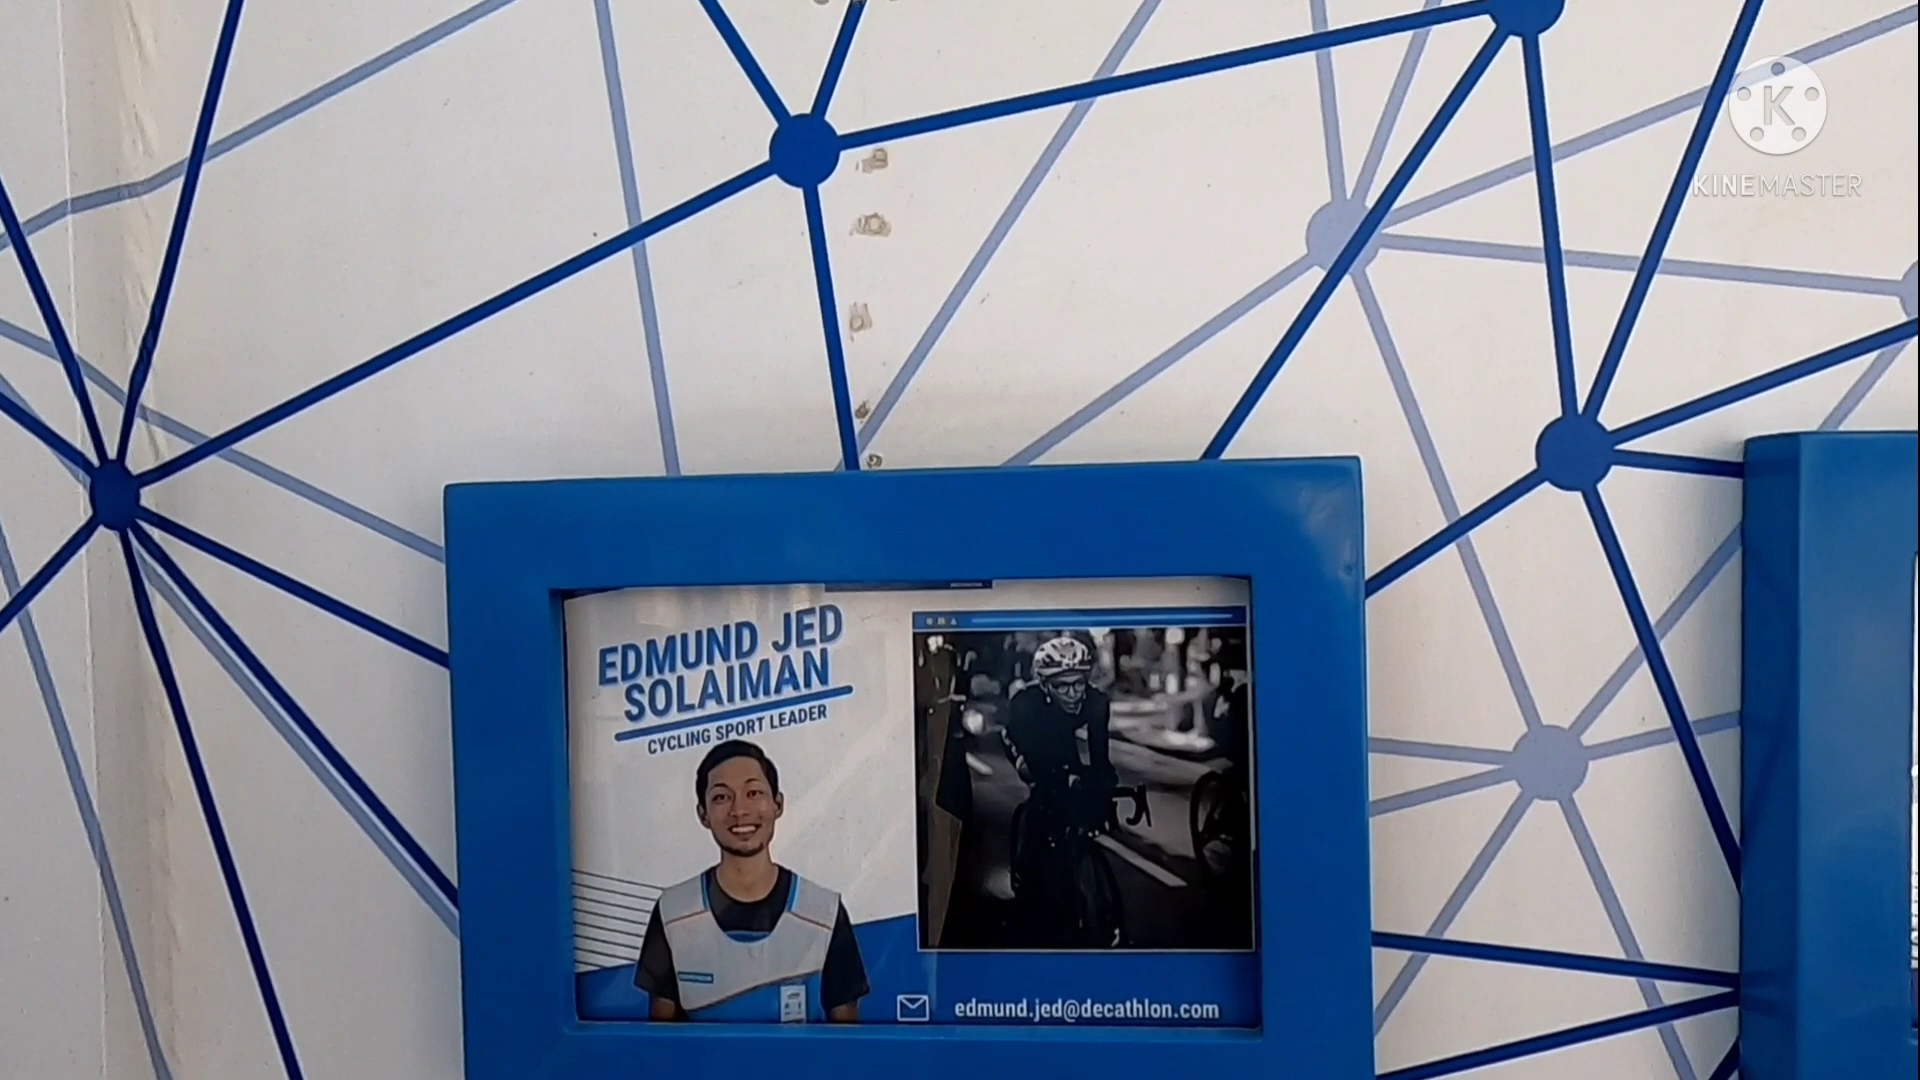 K
KINEMASTER
EDMUND JED
SOLAIMAN
CYCLING SPORT LEADER
edmund.jed@decathlon.com